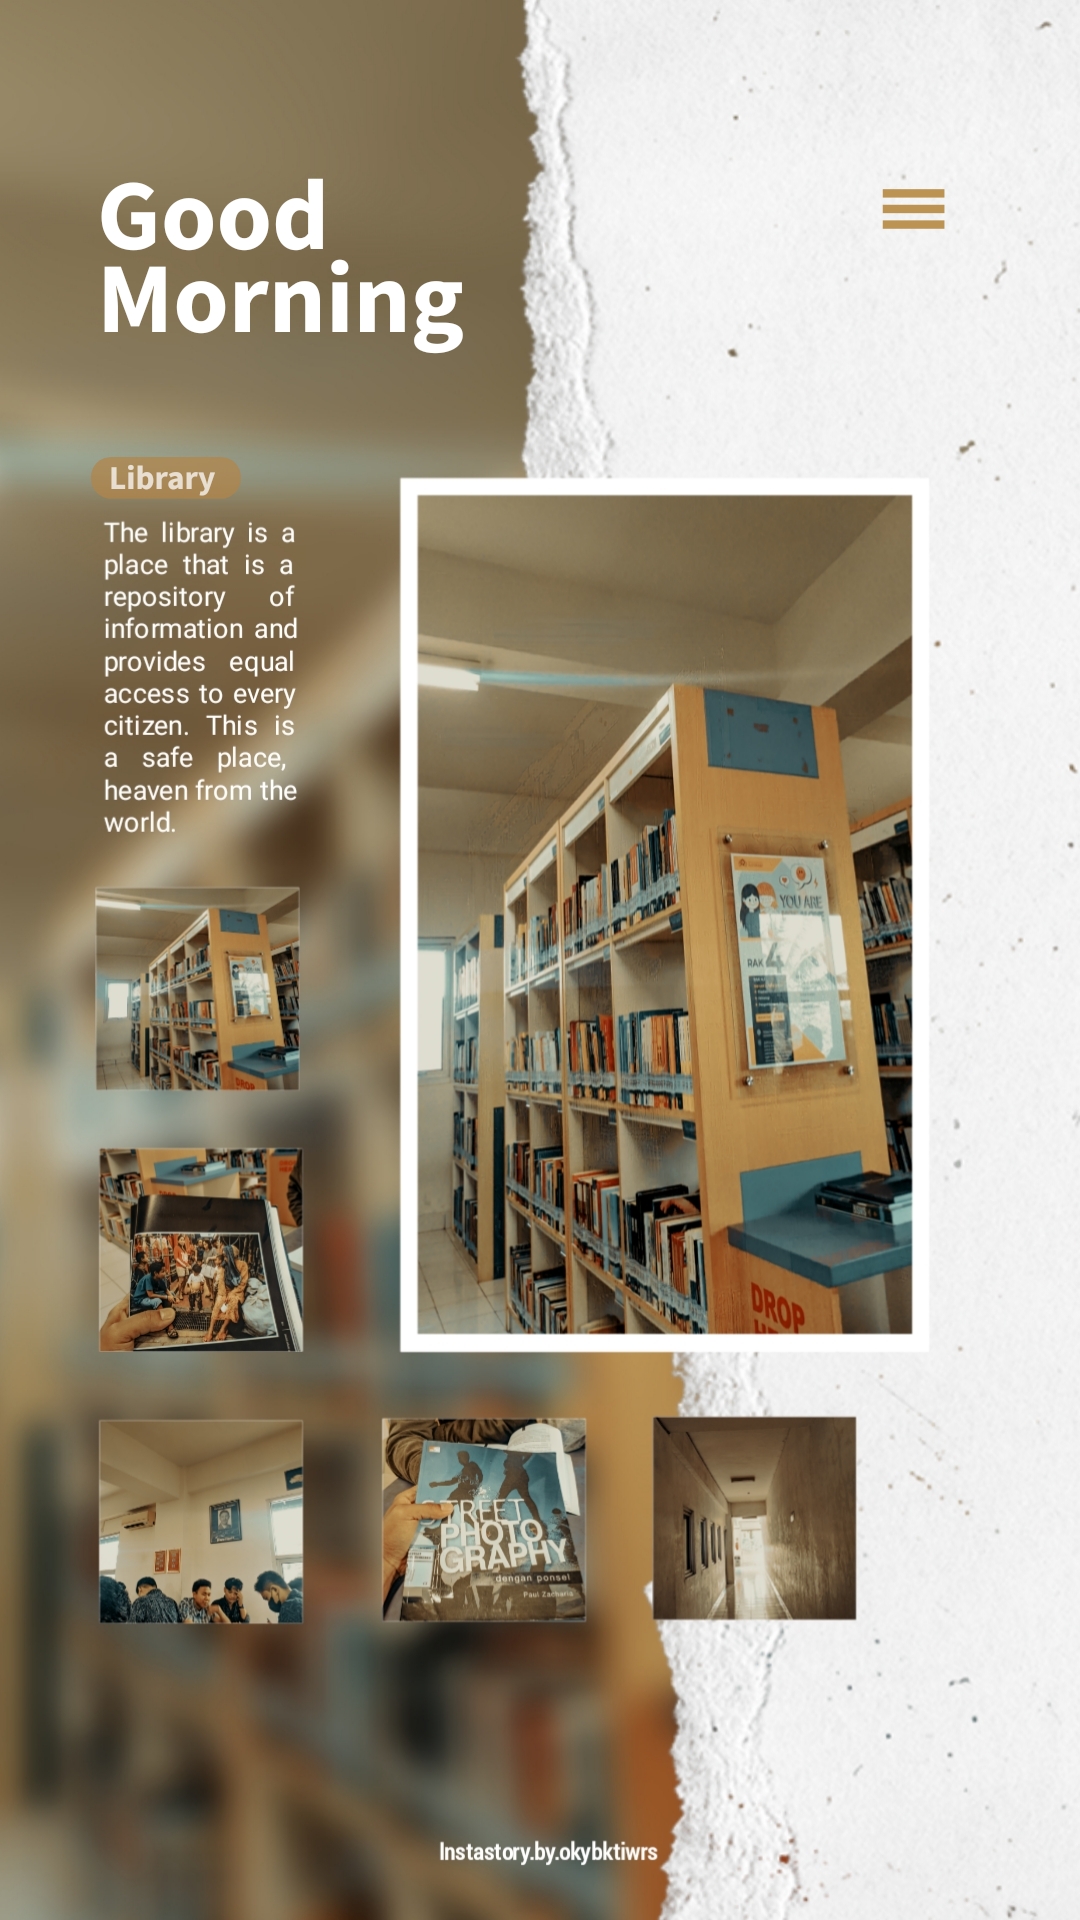 Good
Morning
Library
The library is a
place that is a
repository of
information and
provides equal
access to every
citizen. This is
a safe place,
heaven from the
world.
YOU ARE
RAK 4
DROP
DROP
STREET
PHOTO
GRAPHY
dengan ponsel
Paul Zacharia
Instastory.by.okybktiwrs